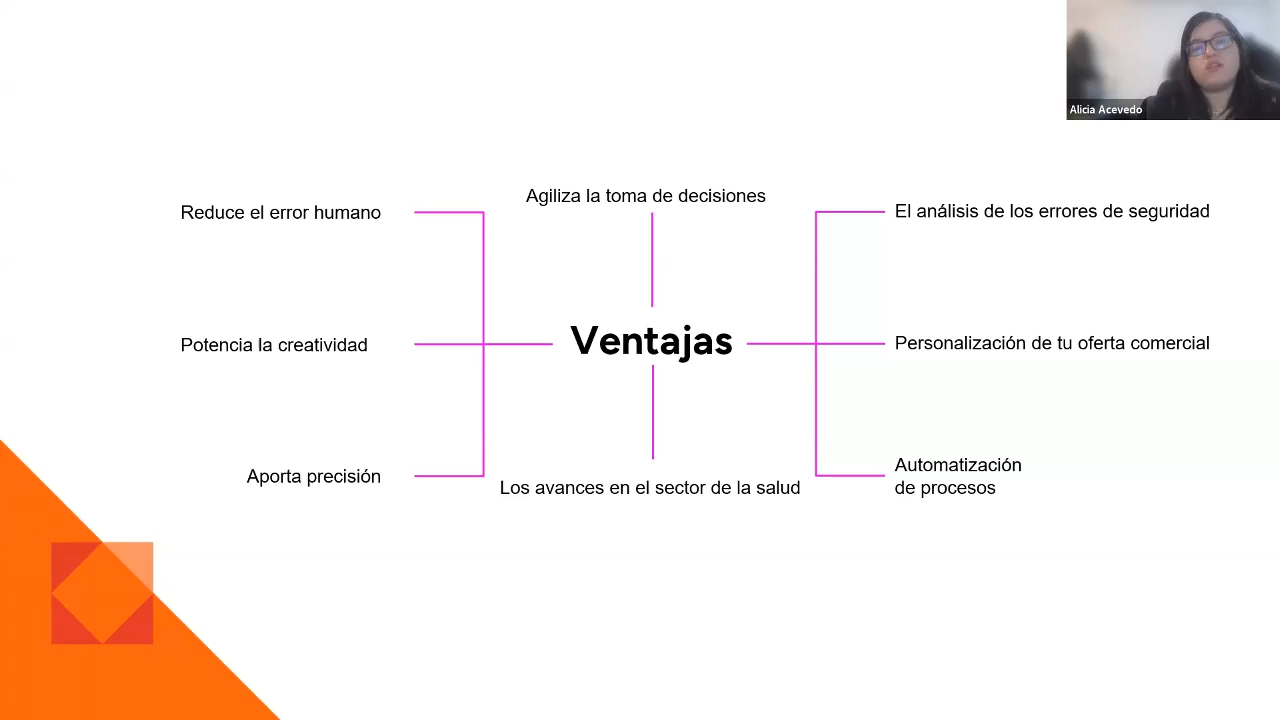 Alicia Acevedo
Agiliza la toma de decisiones
Reduce el error humano
El análisis de los errores de seguridad
Potencia la creatividad
Ventajas
Personalización de tu oferta comercial
Aporta precisión
Los avances en el sector de la salud
Automatización
de procesos